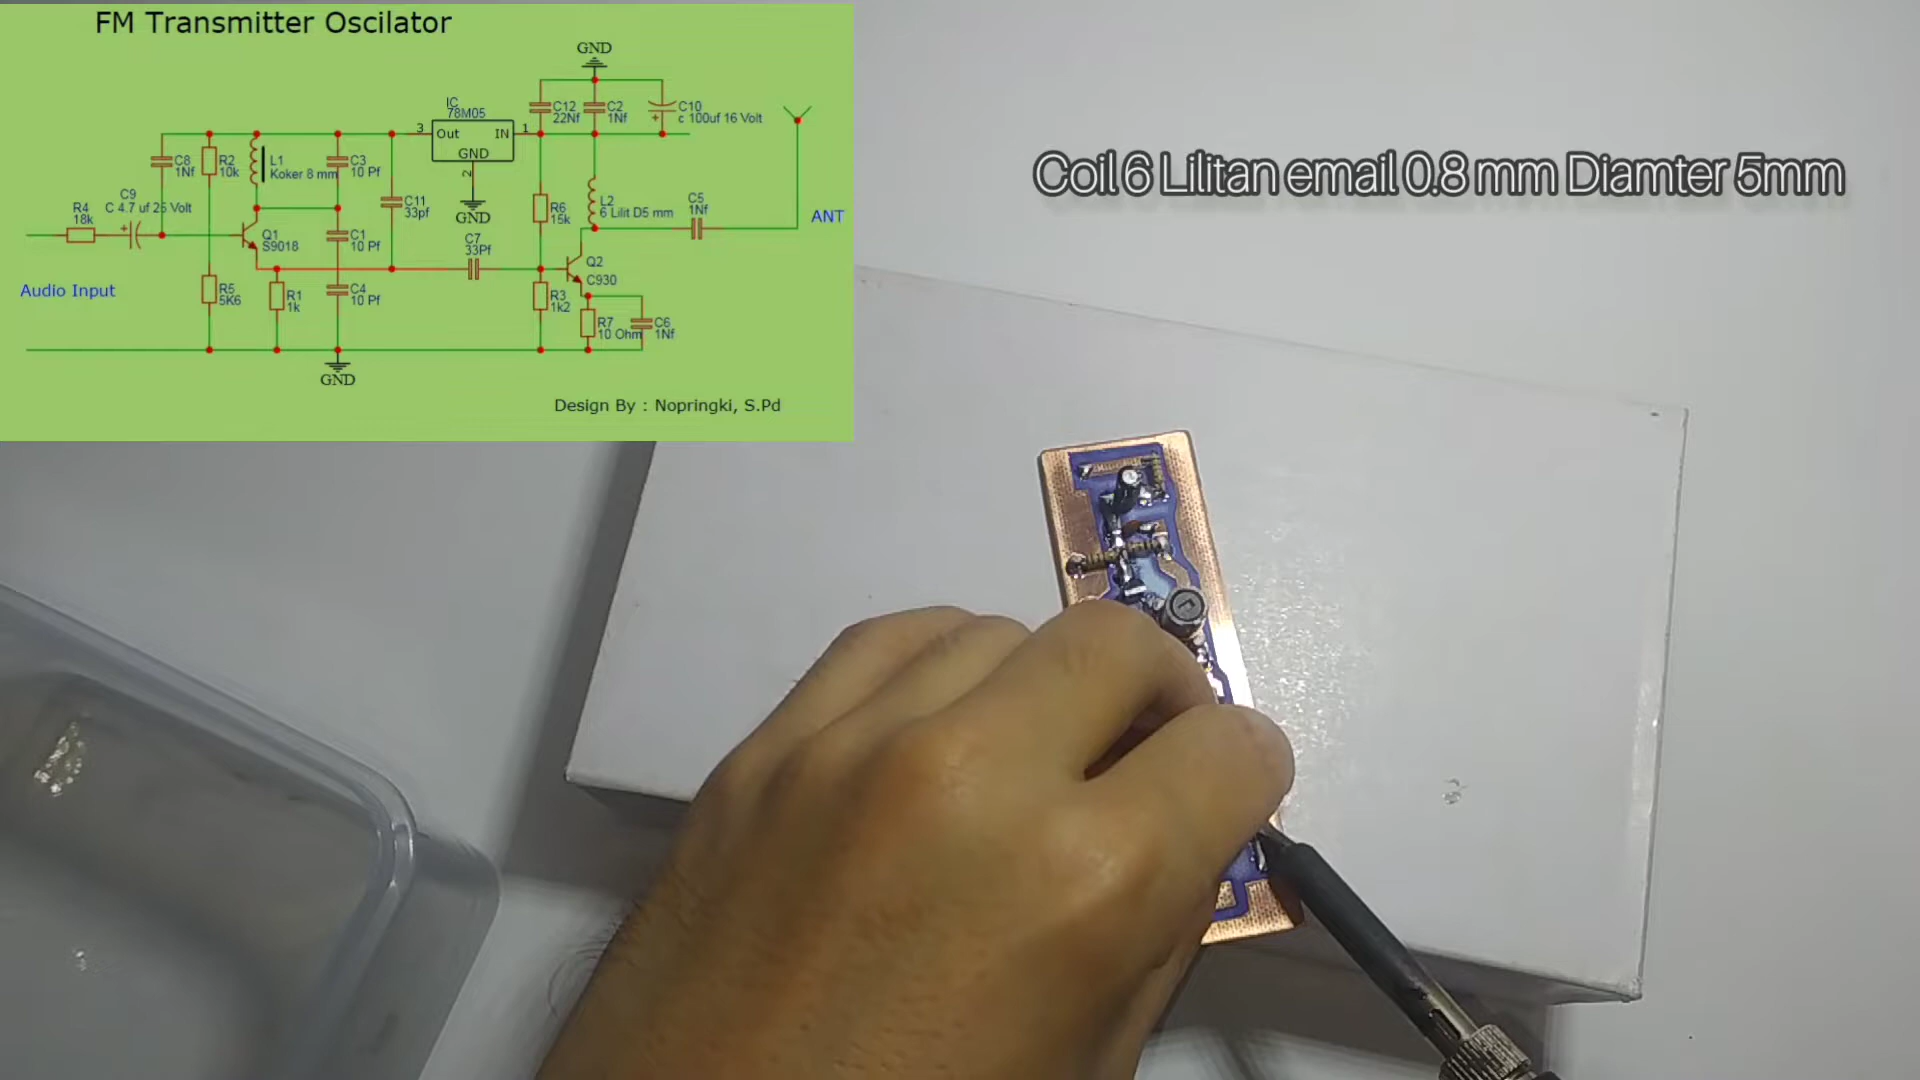 FM Transmitter Oscilator
GND
IC
78M05
3
Out
IN
1
GND
2
GND
C12
22Nf
C2
1Nf
C10
c 100uf 16 Volt
C8
1Nf
R2
10k
L1
Koker 8 mm
C3
10 Pf
C11
33pf
R6
15k
L2
6 Lilit D5 mm
C5
1Nf
ANT
C9
C 4.7 uf 25 Volt
R4
18k
Q1
S9018
C1
10 Pf
C7
33Pf
Q2
C930
Audio Input
R5
5K6
R1
1k
C4
10 Pf
R3
1k2
R7
10 Ohm
C6
1Nf
GND
Design By : Nopringki, S.Pd
Coil 6 Lilitan email 0.8 mm Diamter 5mm